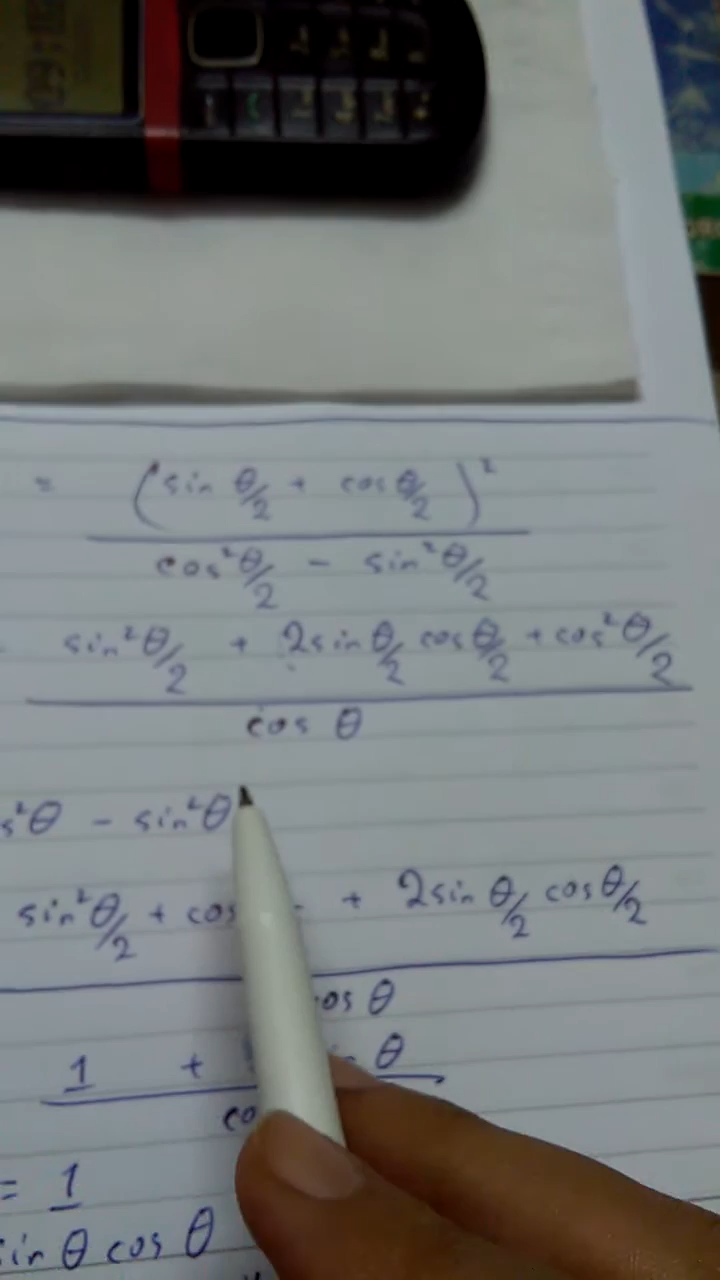 = (sin θ/2 + cos θ/2)²
cos²θ/2 - sin²θ/2
sin²θ/2 + 2sin θ/2 cos θ/2 + cos²θ/2
cos θ
s²θ - sin²θ
sin²θ/2 + cos + 2sin θ/2 cos θ/2
os θ
1 + θ
co
= 1
in θ cos θ